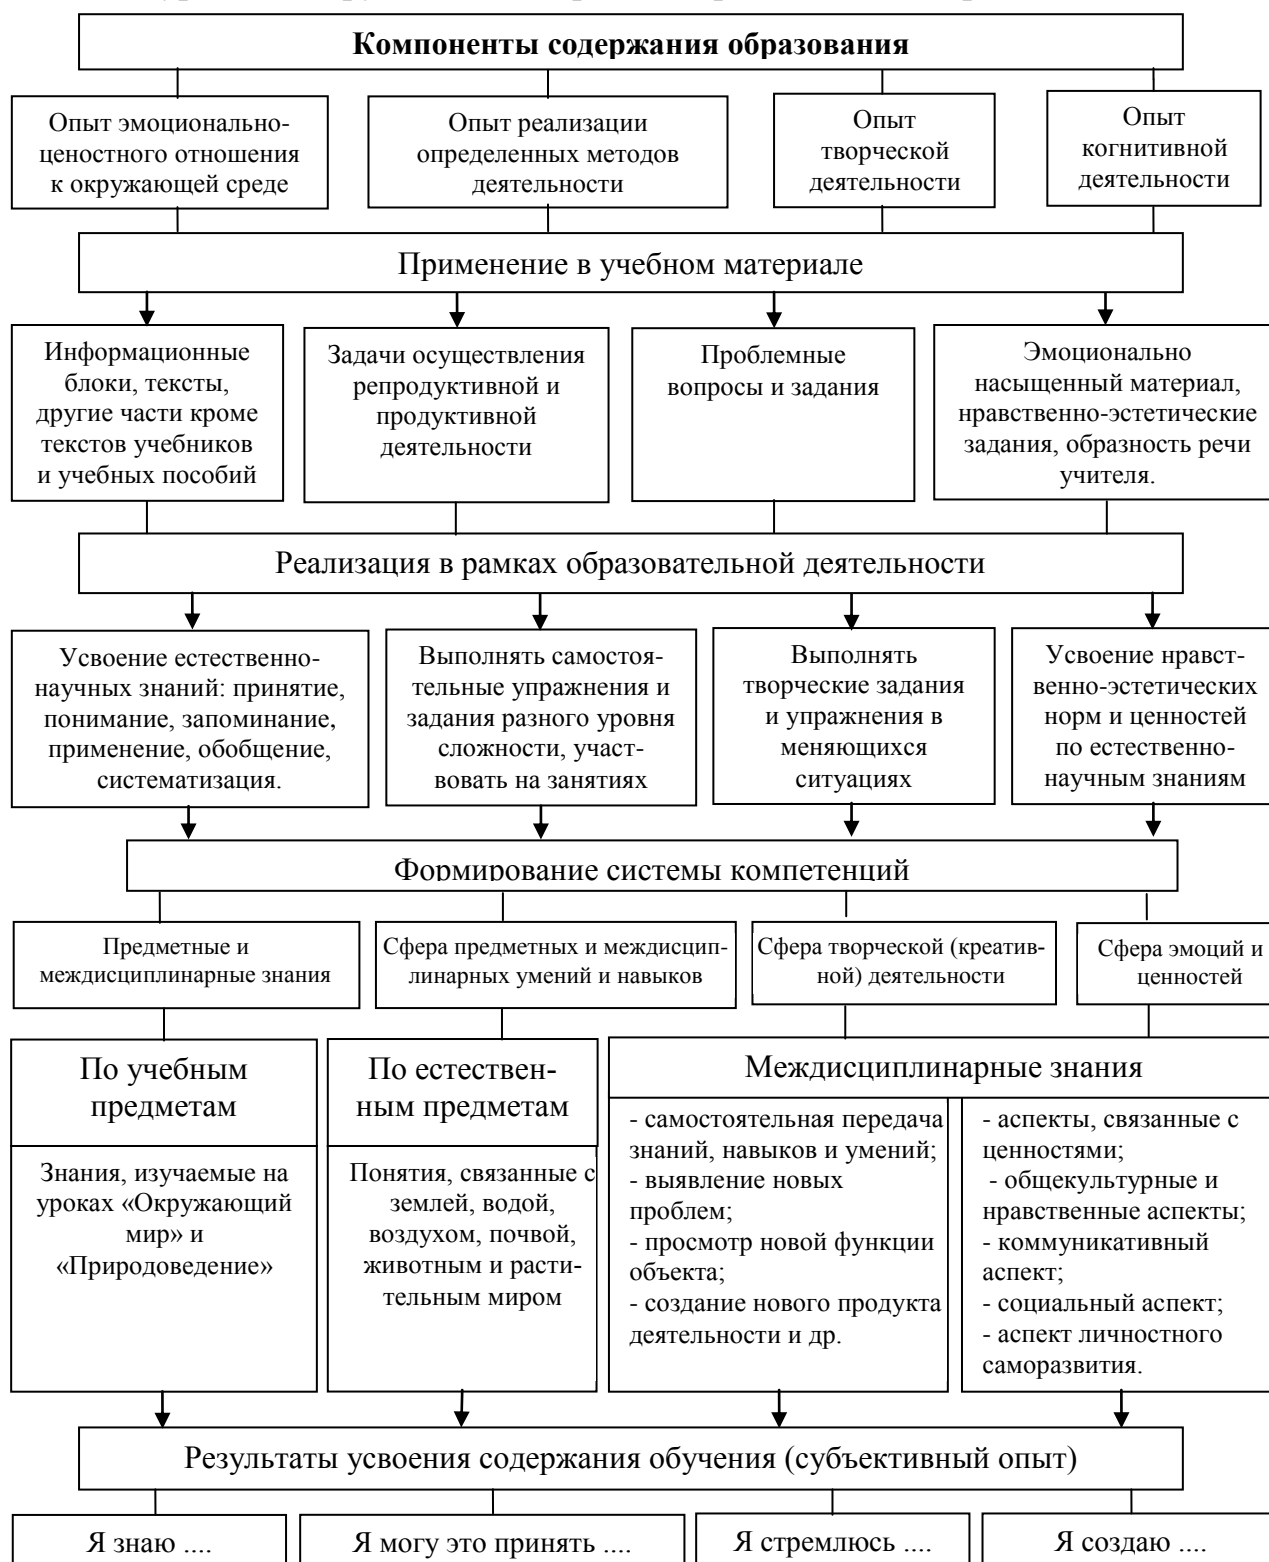 Компоненты содержания образования
Опыт эмоционально-
ценостного отношения
к окружающей среде
Опыт реализации
определенных методов
деятельности
Опыт
творческой
деятельности
Опыт
когнитивной
деятельности
Применение в учебном материале
Информационные
блоки, тексты,
другие части кроме
текстов учебников
и учебных пособий
Задачи осуществления
репродуктивной и
продуктивной
деятельности
Проблемные
вопросы и задания
Эмоционально
насыщенный материал,
нравственно-эстетические
задания, образность речи
учителя.
Реализация в рамках образовательной деятельности
Усвоение естественно-
научных знаний: принятие,
понимание, запоминание,
применение, обобщение,
систематизация.
Выполнять самостоя-
тельные упражнения и
задания разного уровня
сложности, участ-
вовать на занятиях
Выполнять
творческие задания
и упражнения в
меняющихся
ситуациях
Усвоение нравст-
венно-эстетических
норм и ценностей
по естественно-
научным знаниям
Формирование системы компетенций
Предметные и
междисциплинарные знания
Сфера предметных и междисцип-
линарных умений и навыков
Сфера творческой (креатив-
ной) деятельности
Сфера эмоций и
ценностей
По учебным
предметам
Знания, изучаемые на
уроках «Окружающий
мир» и
«Природоведение»
По естествен-
ным предметам
Понятия, связанные с
землей, водой,
воздухом, почвой,
животным и расти-
тельным миром
Междисциплинарные знания
- самостоятельная передача
знаний, навыков и умений;
- выявление новых
проблем;
- просмотр новой функции
объекта;
- создание нового продукта
деятельности и др.
- аспекты, связанные с
ценностями;
- общекультурные и
нравственные аспекты;
- коммуникативный
аспект;
- социальный аспект;
- аспект личностного
саморазвития.
Результаты усвоения содержания обучения (субъективный опыт)
Я знаю ....
Я могу это принять ....
Я стремлюсь ....
Я создаю ....